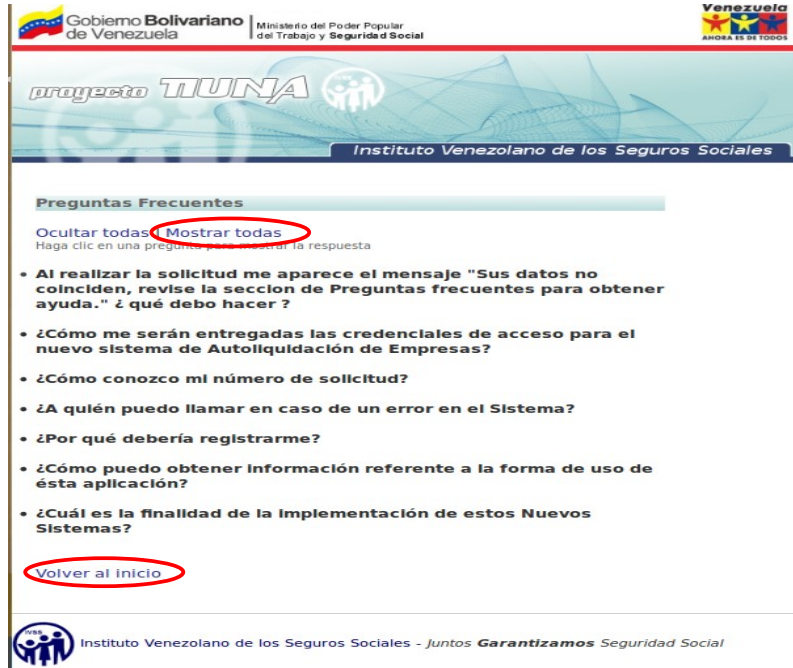 Gobierno Bolivariano
de Venezuela
Ministerio del Poder Popular
del Trabajo y Seguridad Social
Venezuela
AHORA ES DE TODOS
proyecto TIUNA
Instituto Venezolano de los Seguros Sociales
Preguntas Frecuentes
Ocultar todas | Mostrar todas
Haga clic en una pregunta para mostrar la respuesta
• Al realizar la solicitud me aparece el mensaje "Sus datos no
coinciden, revise la seccion de Preguntas frecuentes para obtener
ayuda." ¿ qué debo hacer ?
• ¿Cómo me serán entregadas las credenciales de acceso para el
nuevo sistema de Autoliquidación de Empresas?
• ¿Cómo conozco mi número de solicitud?
• ¿A quién puedo llamar en caso de un error en el Sistema?
• ¿Por qué debería registrarme?
• ¿Cómo puedo obtener información referente a la forma de uso de
ésta aplicación?
• ¿Cuál es la finalidad de la implementación de estos Nuevos
Sistemas?
Volver al inicio
IVSS
Instituto Venezolano de los Seguros Sociales - Juntos Garantizamos Seguridad Social